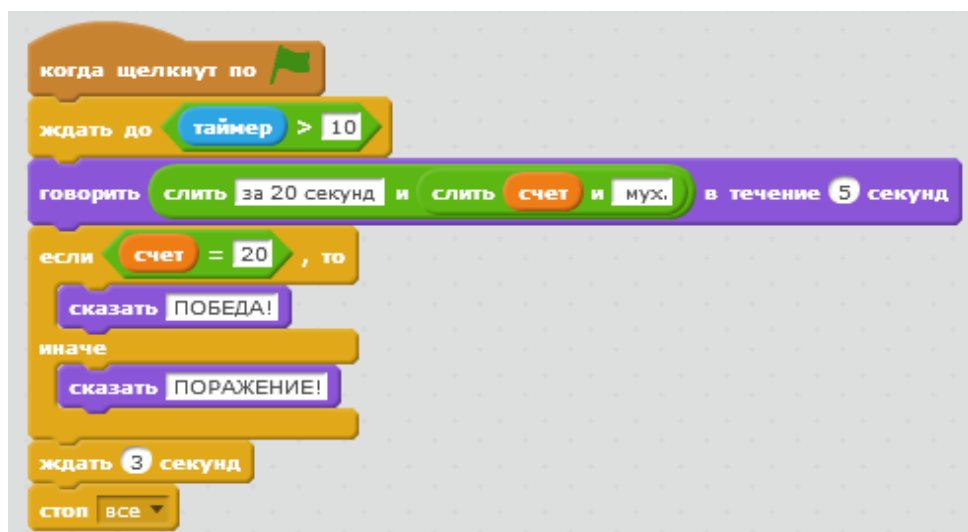 когда щелкнут по
ждать до таймер > 10
говорить слить за 20 секунд и слить счет и мух. в течение 5 секунд
если счет = 20 , то
сказать ПОБЕДА!
иначе
сказать ПОРАЖЕНИЕ!
ждать 3 секунд
стоп все